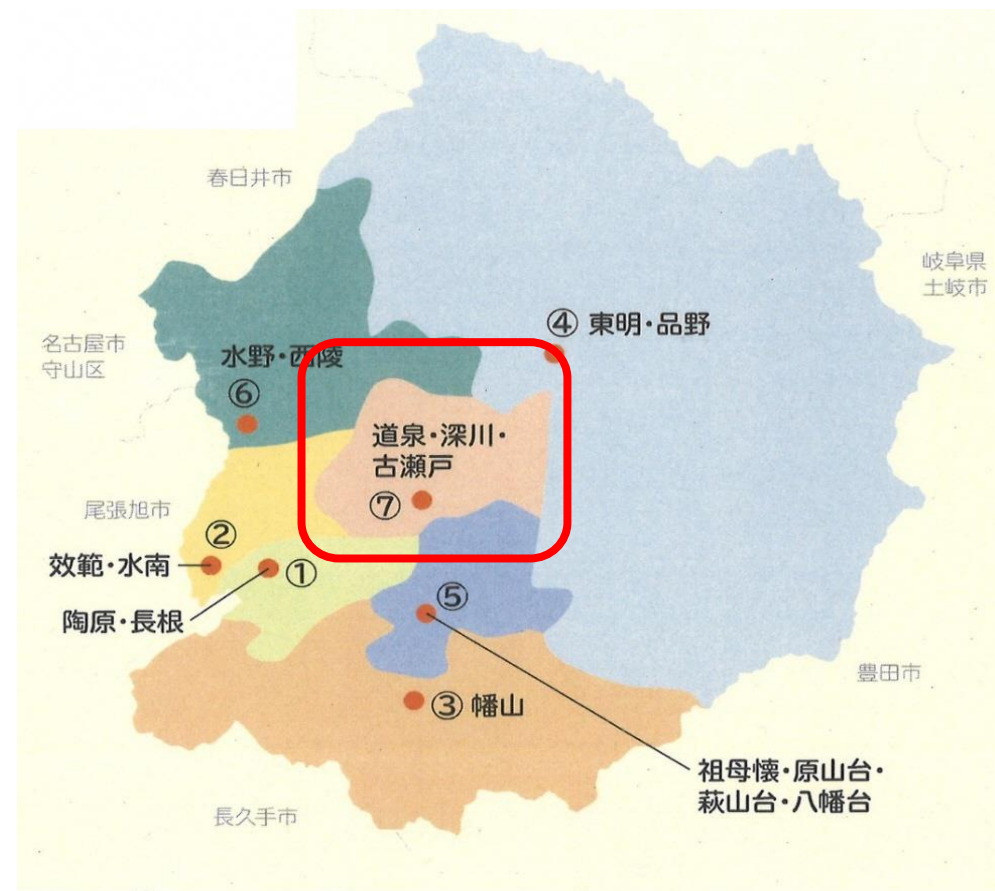 春日井市
岐阜県
土岐市
④ 東明・品野
名古屋市
守山区
水野・西陵
⑥
道泉・深川・
古瀬戸
⑦
尾張旭市
②
効範・水南
①
陶原・長根
⑤
豊田市
③ 幡山
祖母懐・原山台・
萩山台・八幡台
長久手市